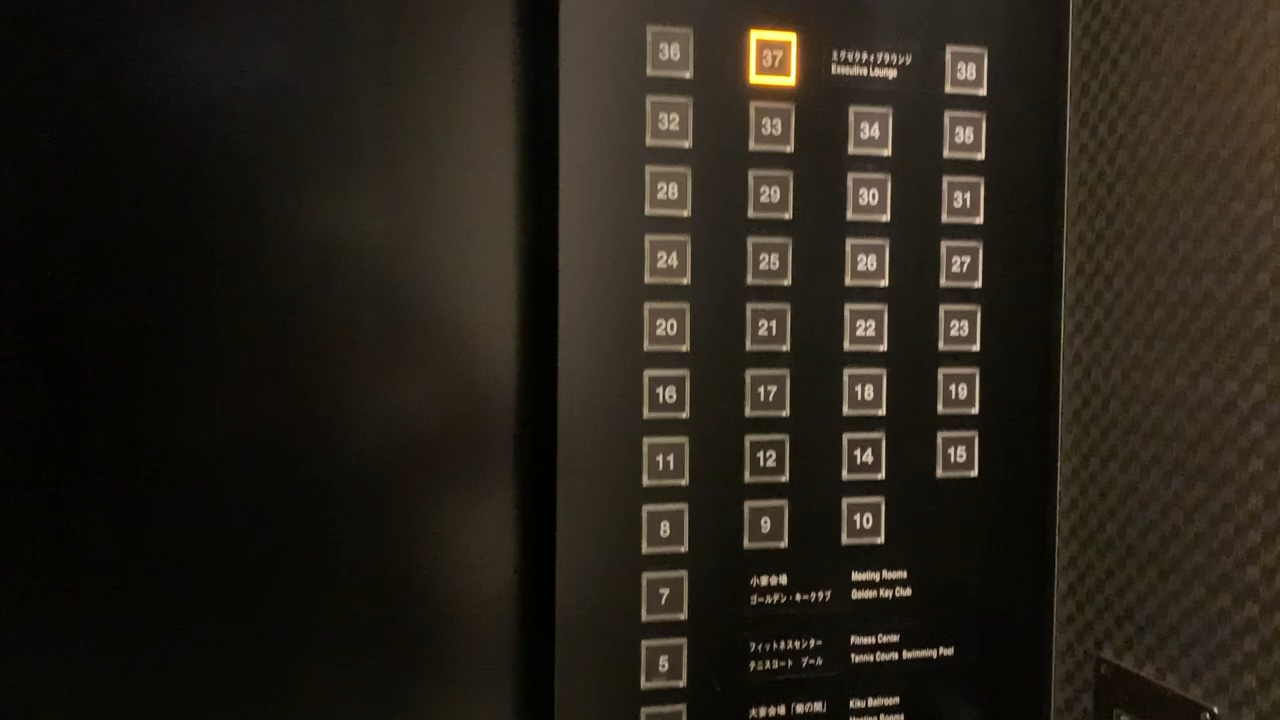 36 37 エグゼクティブラウンジ 38
Executive Lounge
32 33 34 35
28 29 30 31
24 25 26 27
20 21 22 23
16 17 18 19
11 12 14 15
8 9 10
7 小宴会場 Meeting Rooms
ゴールデン・キークラブ Golden Key Club
5 フィットネスセンター Fitness Center
テニスコート プール Tennis Courts Swimming Pool
大宴会場「菊の間」 Kiku Ballroom
Meeting Rooms